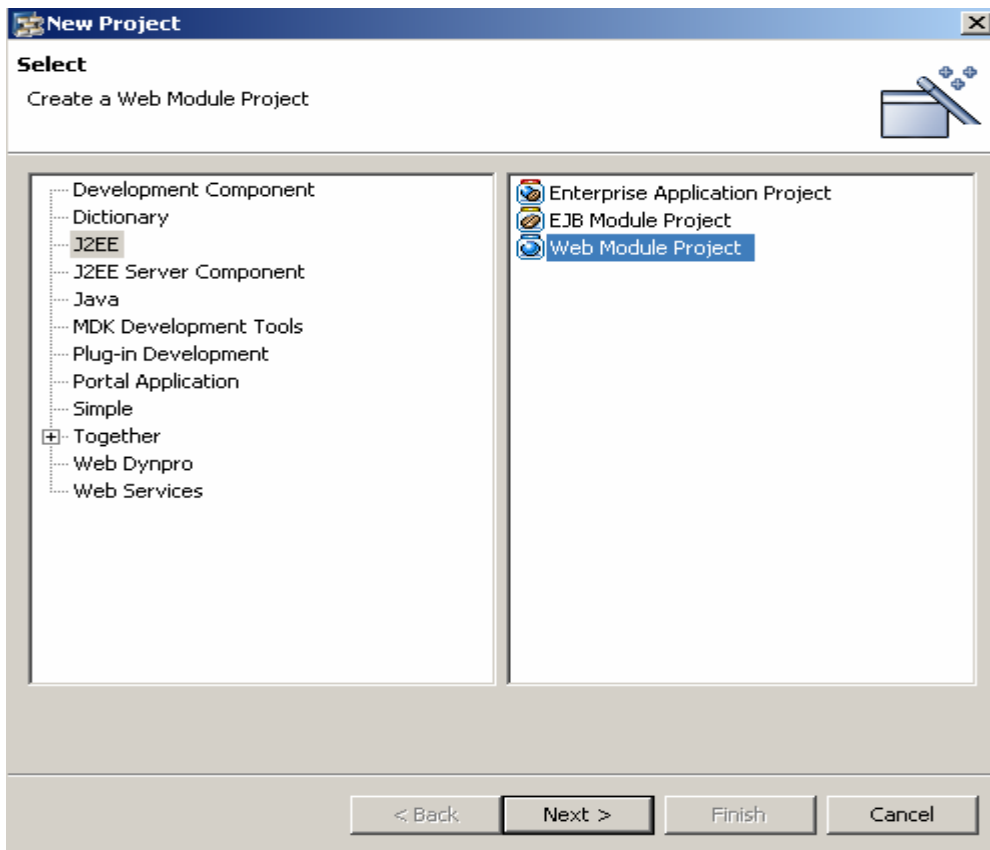 New Project
Select
Create a Web Module Project
Development Component
Dictionary
J2EE
J2EE Server Component
Java
MDK Development Tools
Plug-in Development
Portal Application
Simple
Together
Web Dynpro
Web Services
Enterprise Application Project
EJB Module Project
Web Module Project
< Back
Next >
Finish
Cancel